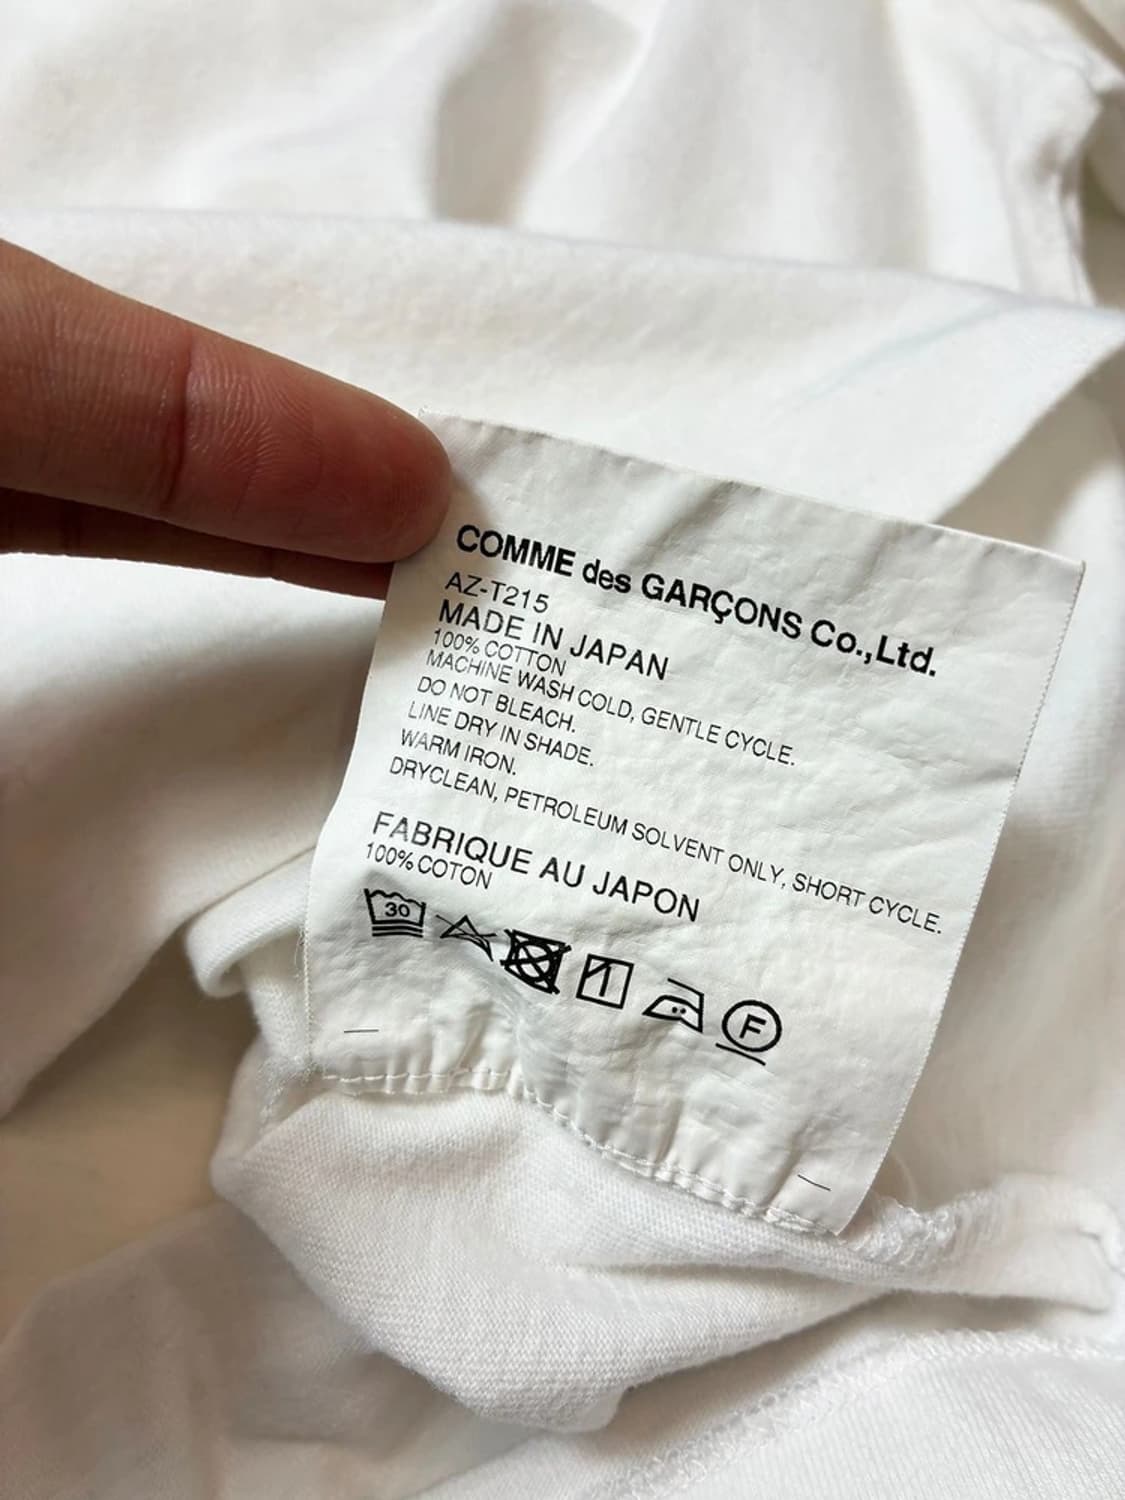 COMME des GARÇONS Co.,Ltd.
AZ-T215
MADE IN JAPAN
100% COTTON
MACHINE WASH COLD, GENTLE CYCLE.
DO NOT BLEACH.
LINE DRY IN SHADE.
WARM IRON.
DRYCLEAN, PETROLEUM SOLVENT ONLY, SHORT CYCLE.
FABRIQUE AU JAPON
100% COTON
30
F